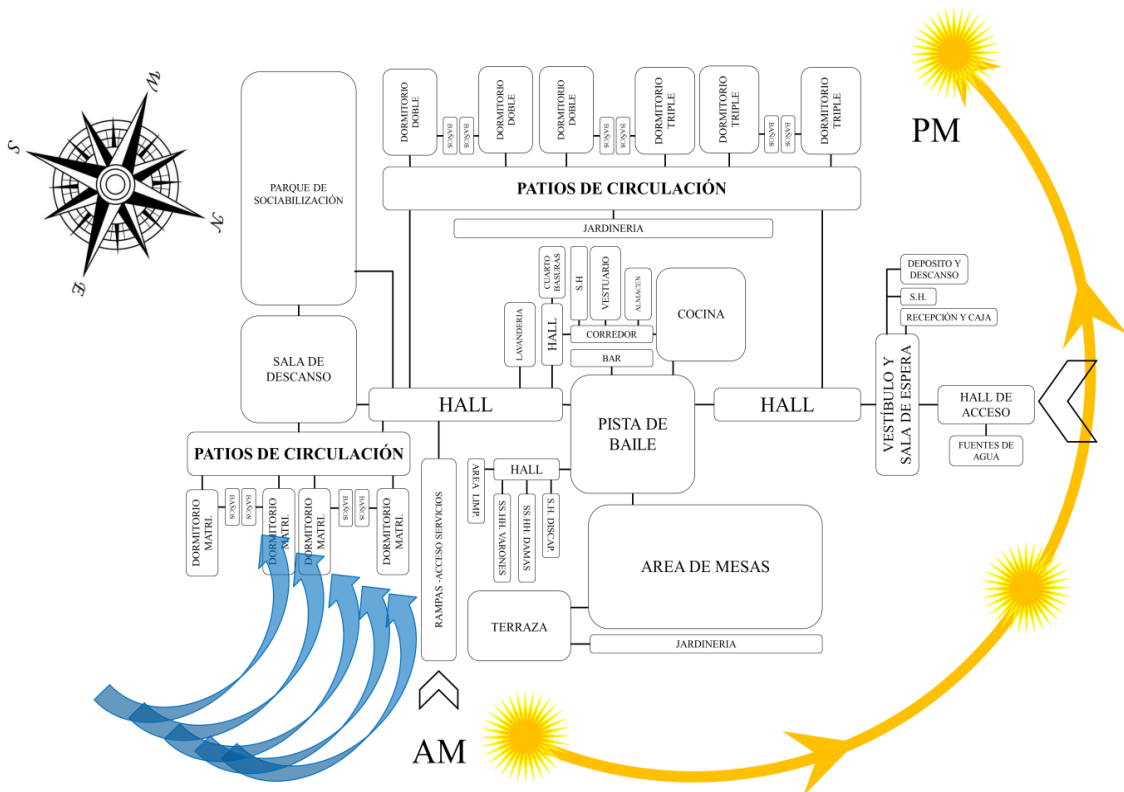 W
S
N
E
PM
AM
PARQUE DE
SOCIABILIZACIÓN
DORMITORIO
DOBLE
BAÑOS
BAÑOS
DORMITORIO
DOBLE
DORMITORIO
DOBLE
BAÑOS
BAÑOS
DORMITORIO
TRIPLE
DORMITORIO
TRIPLE
BAÑOS
BAÑOS
DORMITORIO
TRIPLE
PATIOS DE CIRCULACIÓN
JARDINERIA
CUARTO
BASURAS
S.H
VESTUARIO
ALMACEN
COCINA
LAVANDERIA
HALL
CORREDOR
BAR
DEPOSITO Y
DESCANSO
S.H.
RECEPCIÓN Y CAJA
SALA DE
DESCANSO
HALL
PISTA DE
BAILE
HALL
VESTÍBULO Y
SALA DE ESPERA
HALL DE
ACCESO
FUENTES DE
AGUA
PATIOS DE CIRCULACIÓN
DORMITORIO
MATRI.
BAÑOS
BAÑOS
DORMITORIO
MATRI.
DORMITORIO
MATRI.
BAÑOS
BAÑOS
DORMITORIO
MATRI.
RAMPAS -ACCESO SERVICIOS
AREA LIMP.
HALL
SS.HH. VARONES
SS.HH. DAMAS
S.H. DISCAP.
AREA DE MESAS
TERRAZA
JARDINERIA